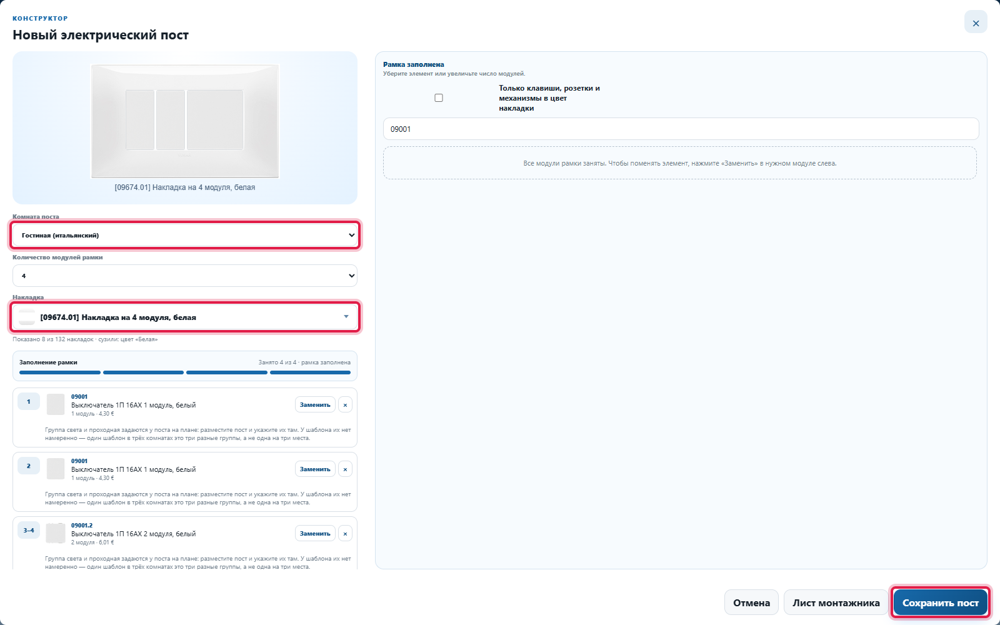 КОНСТРУКТОР
Новый электрический пост
[09674.01] Накладка на 4 модуля, белая
Комната поста
Гостиная (итальянский)
Количество модулей рамки
4
Накладка
[09674.01] Накладка на 4 модуля, белая
Показано 8 из 132 накладок · сузили: цвет «Белая»
Заполнение рамки
Занято 4 из 4 · рамка заполнена
1
09001
Выключатель 1П 16АХ 1 модуль, белый
1 модуль · 4,30 €
Заменить
×
Группа света и проходная задаются у поста на плане: разместите пост и укажите их там. У шаблона их нет
намеренно — один шаблон в трёх комнатах это три разные группы, а не одна на три места.
2
09001
Выключатель 1П 16АХ 1 модуль, белый
1 модуль · 4,30 €
Заменить
×
Группа света и проходная задаются у поста на плане: разместите пост и укажите их там. У шаблона их нет
намеренно — один шаблон в трёх комнатах это три разные группы, а не одна на три места.
3–4
09001.2
Выключатель 1П 16АХ 2 модуля, белый
2 модуля · 6,01 €
Заменить
×
Группа света и проходная задаются у поста на плане: разместите пост и укажите их там. У шаблона их нет
намеренно — один шаблон в трёх комнатах это три разные группы, а не одна на три места.
×
Рамка заполнена
Уберите элемент или увеличьте число модулей.
Только клавиши, розетки и
механизмы в цвет
накладки
09001
Все модули рамки заняты. Чтобы поменять элемент, нажмите «Заменить» в нужном модуле слева.
Отмена
Лист монтажника
Сохранить пост